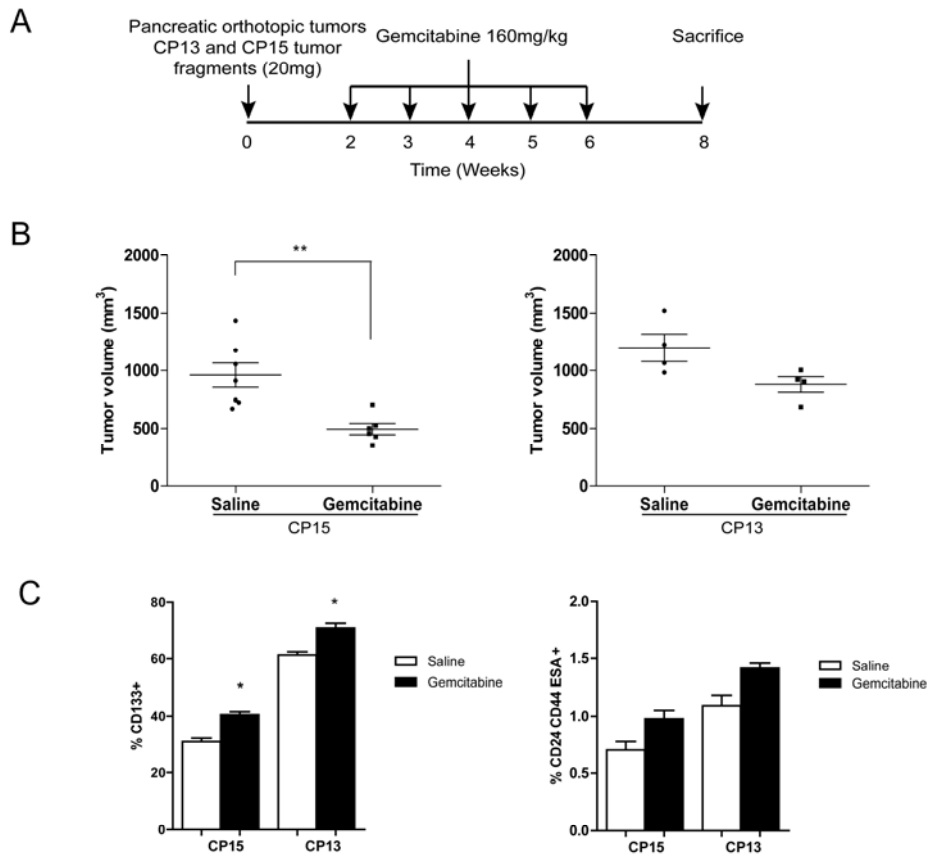 A
Pancreatic orthotopic tumors
CP13 and CP15 tumor
fragments (20mg)
Gemcitabine 160mg/kg
Sacrifice
0 2 3 4 5 6 8
Time (Weeks)
B
**
2000
1500
1000
500
0
Tumor volume (mm³)
Saline Gemcitabine
CP15
2000
1500
1000
500
0
Tumor volume (mm³)
Saline Gemcitabine
CP13
C
80
60
40
20
0
% CD133+
*
*
CP15 CP13
Saline
Gemcitabine
2.0
1.5
1.0
0.5
0.0
% CD24 CD44 ESA+
CP15 CP13
Saline
Gemcitabine